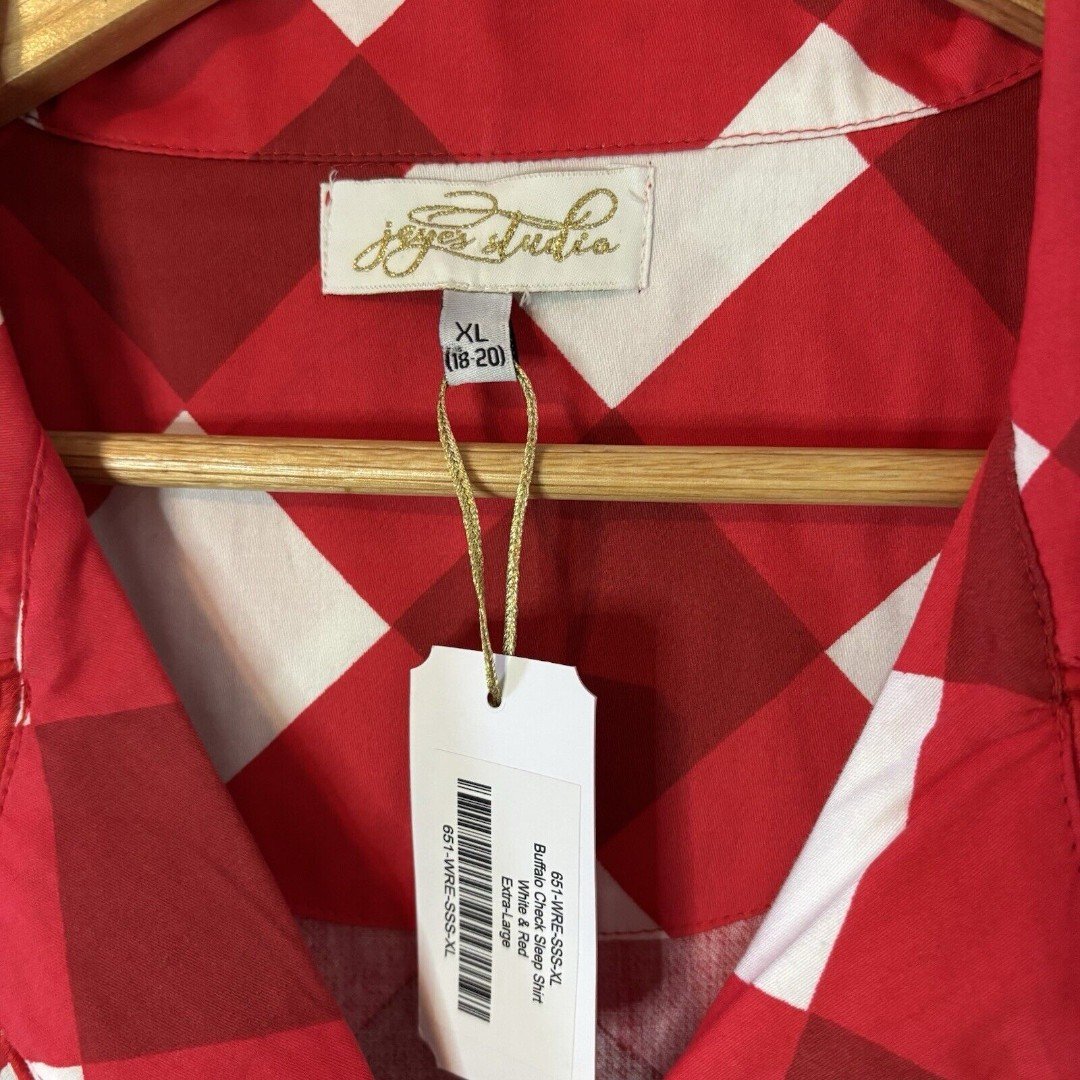 jeyes studio
XL
(18-20)
651-WRE-SSS-XL
Buffalo Check Sleep Shirt
White & Red
Extra-Large
651-WRE-SSS-XL